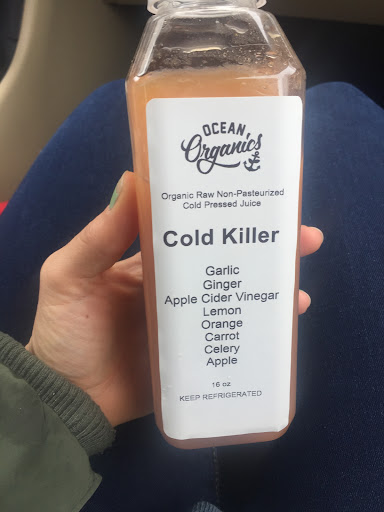 OCEAN
Organics
Organic Raw Non-Pasteurized
Cold Pressed Juice
Cold Killer
Garlic
Ginger
Apple Cider Vinegar
Lemon
Orange
Carrot
Celery
Apple
16 oz
KEEP REFRIGERATED